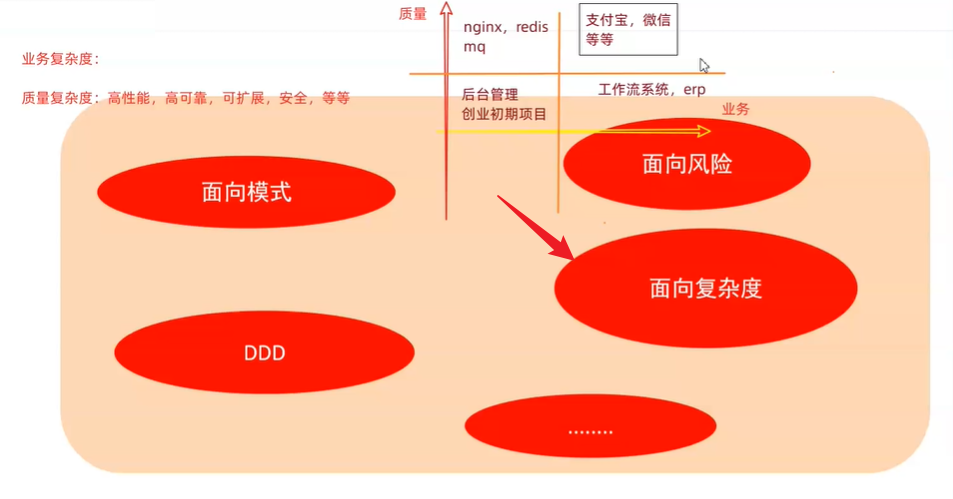 质量
nginx，redis
mq
支付宝，微信
等等
业务复杂度：
质量复杂度：高性能，高可靠，可扩展，安全，等等
后台管理
创业初期项目
工作流系统，erp
业务
面向模式
面向风险
面向复杂度
DDD
........